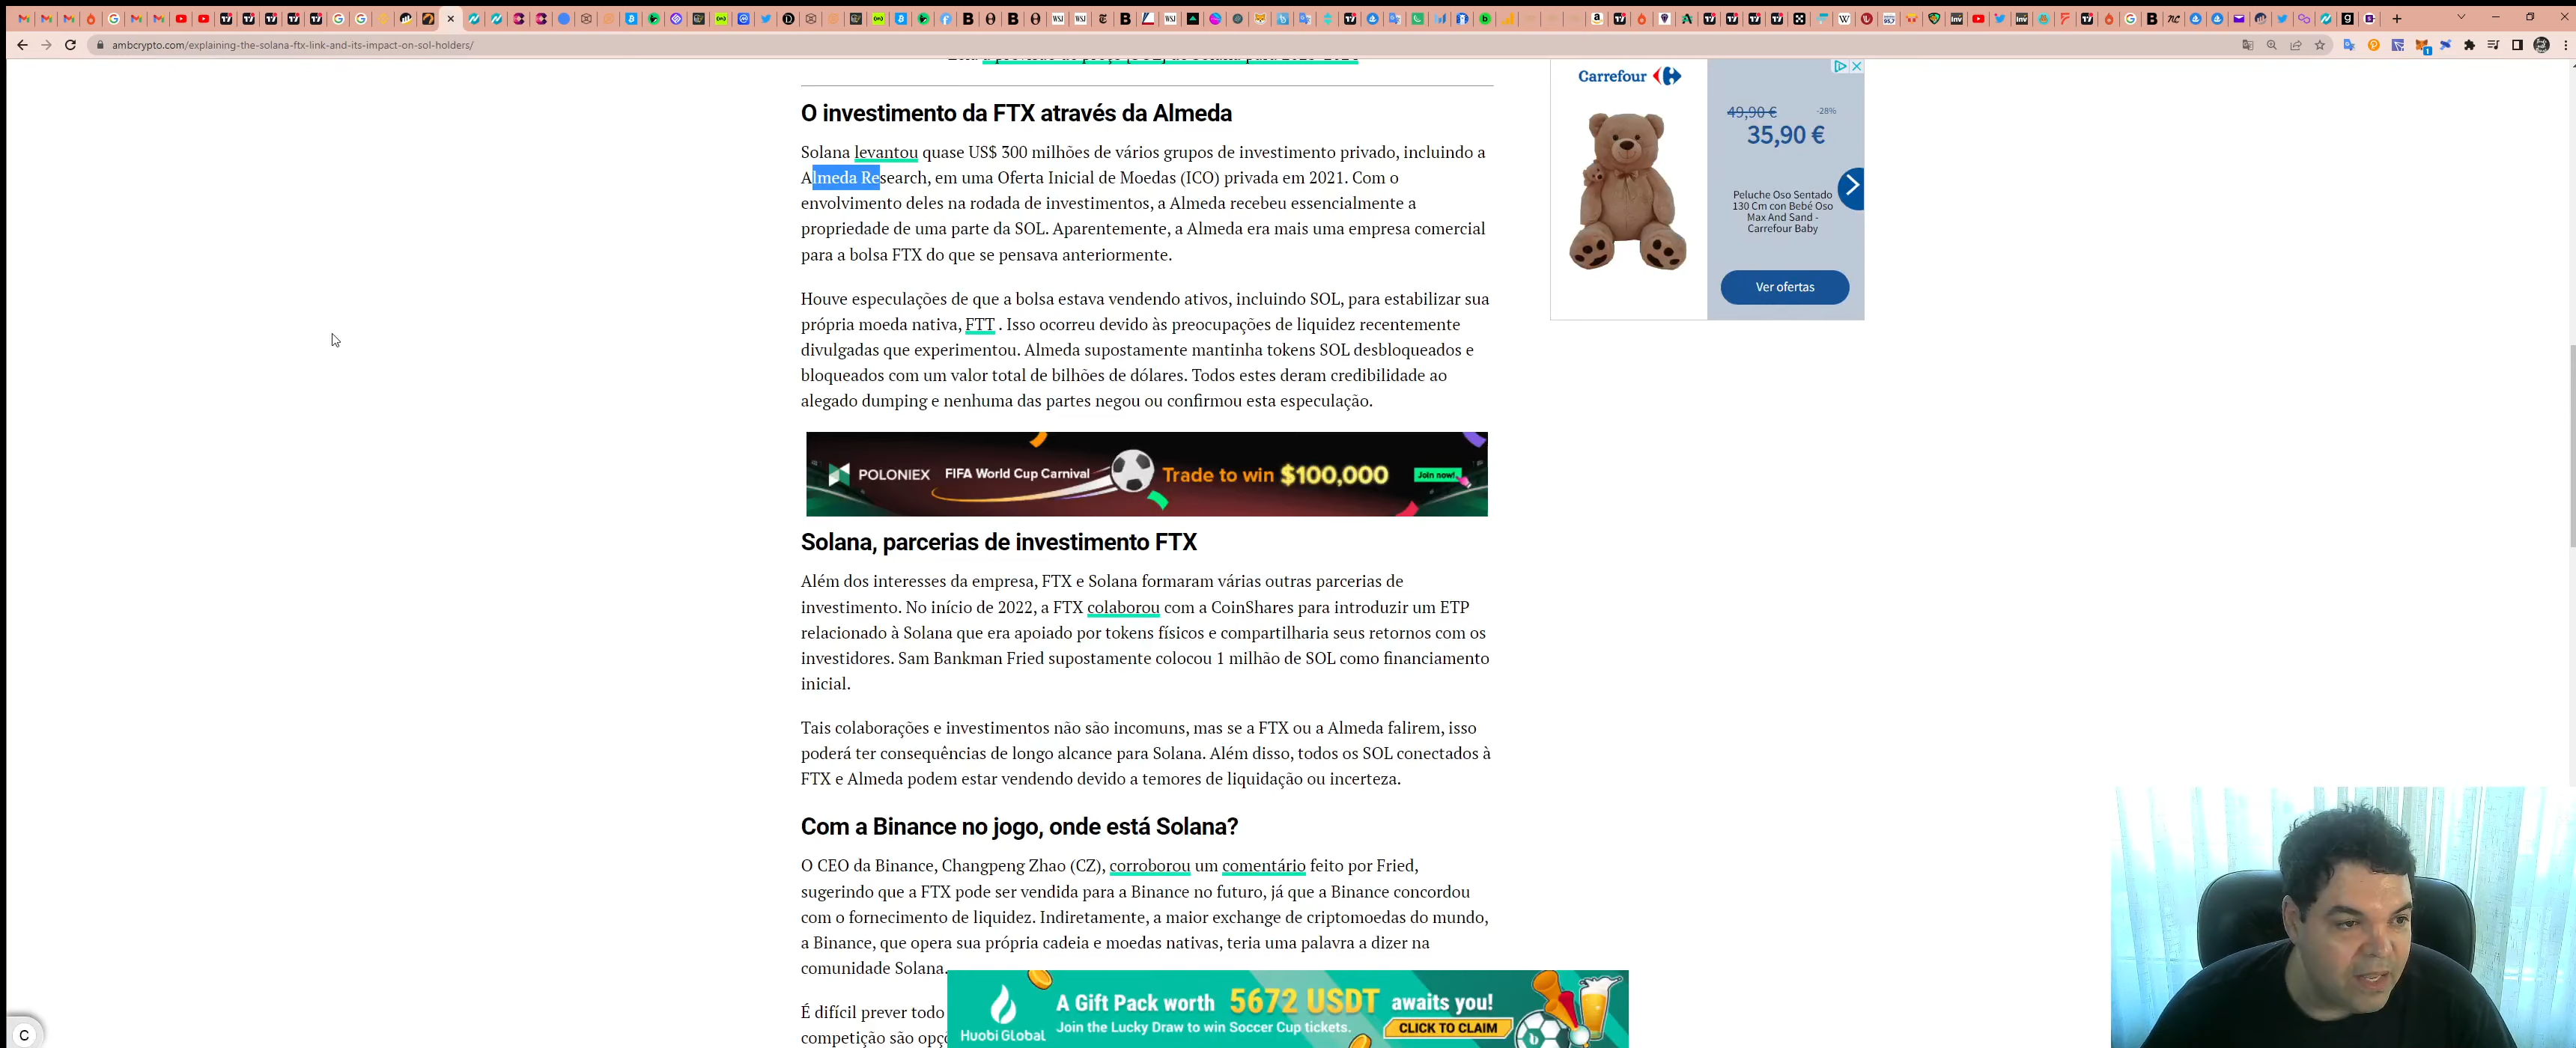 ambcrypto.com/explaining-the-solana-ftx-link-and-its-impact-on-sol-holders/
O investimento da FTX através da Almeda
Solana levantou quase US$ 300 milhões de vários grupos de investimento privado, incluindo a
Almeda Research, em uma Oferta Inicial de Moedas (ICO) privada em 2021. Com o
envolvimento deles na rodada de investimentos, a Almeda recebeu essencialmente a
propriedade de uma parte da SOL. Aparentemente, a Almeda era mais uma empresa comercial
para a bolsa FTX do que se pensava anteriormente.
Houve especulações de que a bolsa estava vendendo ativos, incluindo SOL, para estabilizar sua
própria moeda nativa, FTT . Isso ocorreu devido às preocupações de liquidez recentemente
divulgadas que experimentou. Almeda supostamente mantinha tokens SOL desbloqueados e
bloqueados com um valor total de bilhões de dólares. Todos estes deram credibilidade ao
alegado dumping e nenhuma das partes negou ou confirmou esta especulação.
POLONIEX FIFA World Cup Carnival Trade to win $100,000 Join now!
Solana, parcerias de investimento FTX
Além dos interesses da empresa, FTX e Solana formaram várias outras parcerias de
investimento. No início de 2022, a FTX colaborou com a CoinShares para introduzir um ETP
relacionado à Solana que era apoiado por tokens físicos e compartilharia seus retornos com os
investidores. Sam Bankman Fried supostamente colocou 1 milhão de SOL como financiamento
inicial.
Tais colaborações e investimentos não são incomuns, mas se a FTX ou a Almeda falirem, isso
poderá ter consequências de longo alcance para Solana. Além disso, todos os SOL conectados à
FTX e Almeda podem estar vendendo devido a temores de liquidação ou incerteza.
Com a Binance no jogo, onde está Solana?
O CEO da Binance, Changpeng Zhao (CZ), corroborou um comentário feito por Fried,
sugerindo que a FTX pode ser vendida para a Binance no futuro, já que a Binance concordou
com o fornecimento de liquidez. Indiretamente, a maior exchange de criptomoedas do mundo,
a Binance, que opera sua própria cadeia e moedas nativas, teria uma palavra a dizer na
comunidade Solana.
É difícil prever todo
competição são opç
Carrefour
49,90 €
-28%
35,90 €
Peluche Oso Sentado
130 Cm con Bebé Oso
Max And Sand -
Carrefour Baby
Ver ofertas
Huobi Global
A Gift Pack worth 5672 USDT awaits you!
Join the Lucky Draw to win Soccer Cup tickets.
CLICK TO CLAIM
C